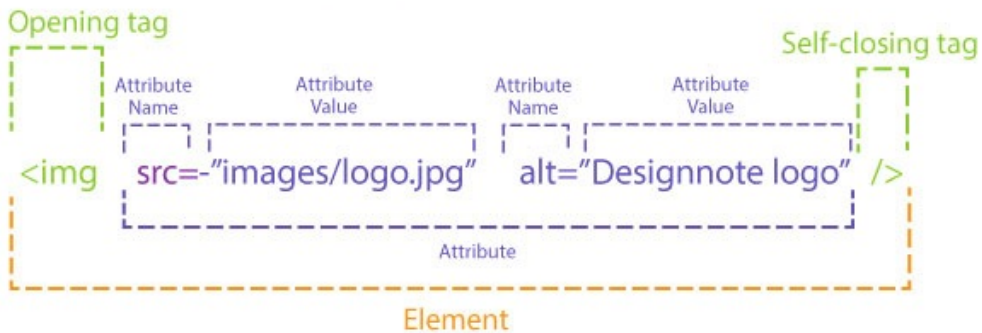 Opening tag
Self-closing tag
Attribute Name
Attribute Value
Attribute Name
Attribute Value
<img src=-”images/logo.jpg” alt=”Designnote logo” />
Attribute
Element